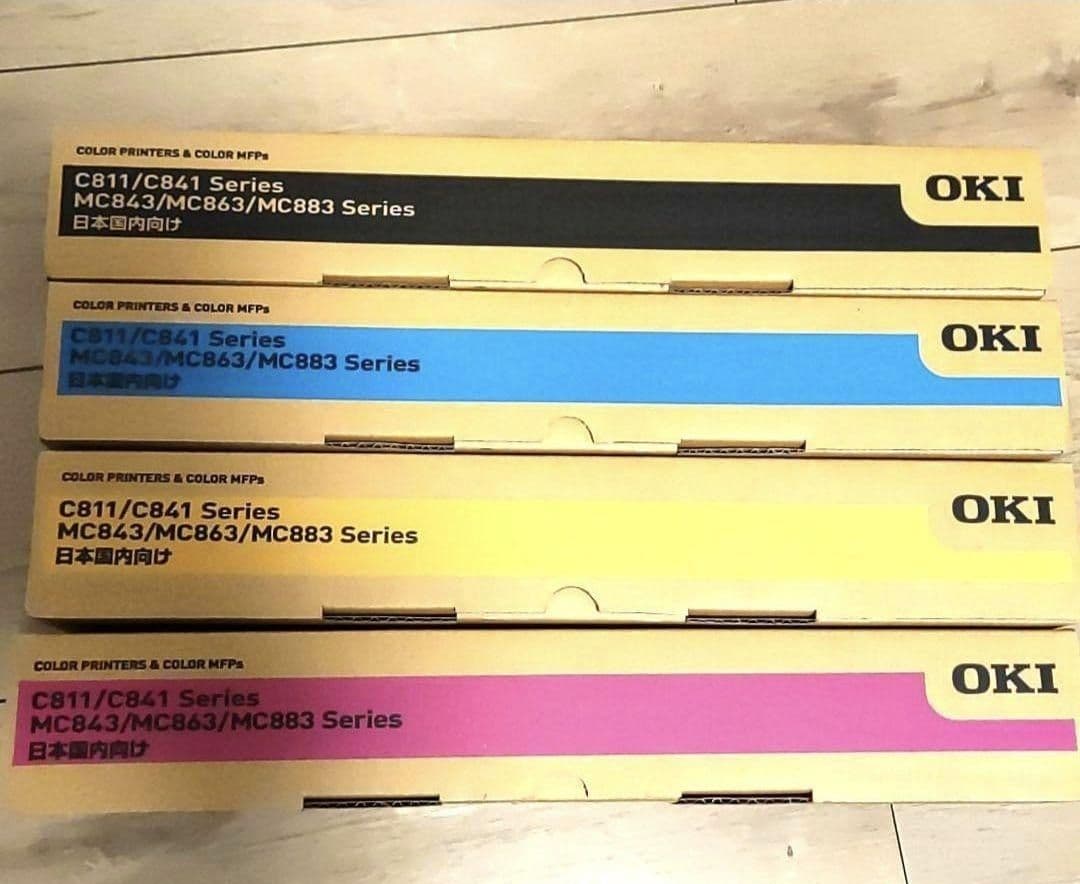 COLOR PRINTERS & COLOR MFPs
C811/C841 Series
MC843/MC863/MC883 Series
日本国内向け
OKI
COLOR PRINTERS & COLOR MFPs
C811/C841 Series
MC843/MC863/MC883 Series
日本国内向け
OKI
COLOR PRINTERS & COLOR MFPs
C811/C841 Series
MC843/MC863/MC883 Series
日本国内向け
OKI
COLOR PRINTERS & COLOR MFPs
C811/C841 Series
MC843/MC863/MC883 Series
日本国内向け
OKI